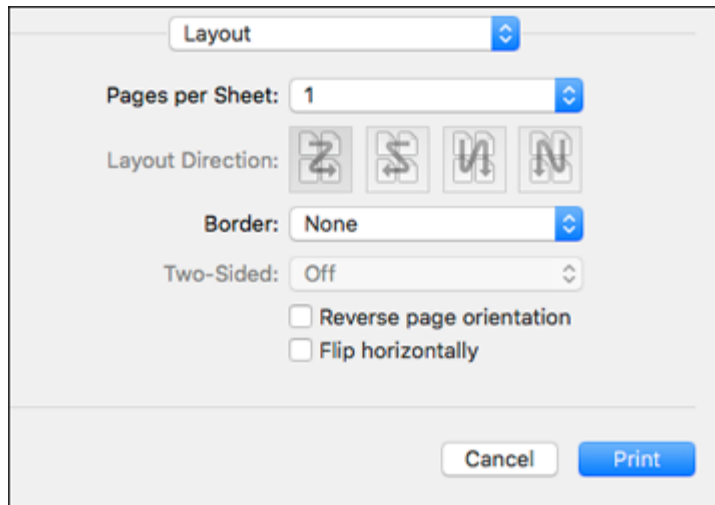 Layout
Pages per Sheet: 1
Layout Direction:
Border: None
Two-Sided: Off
Reverse page orientation
Flip horizontally
Cancel Print